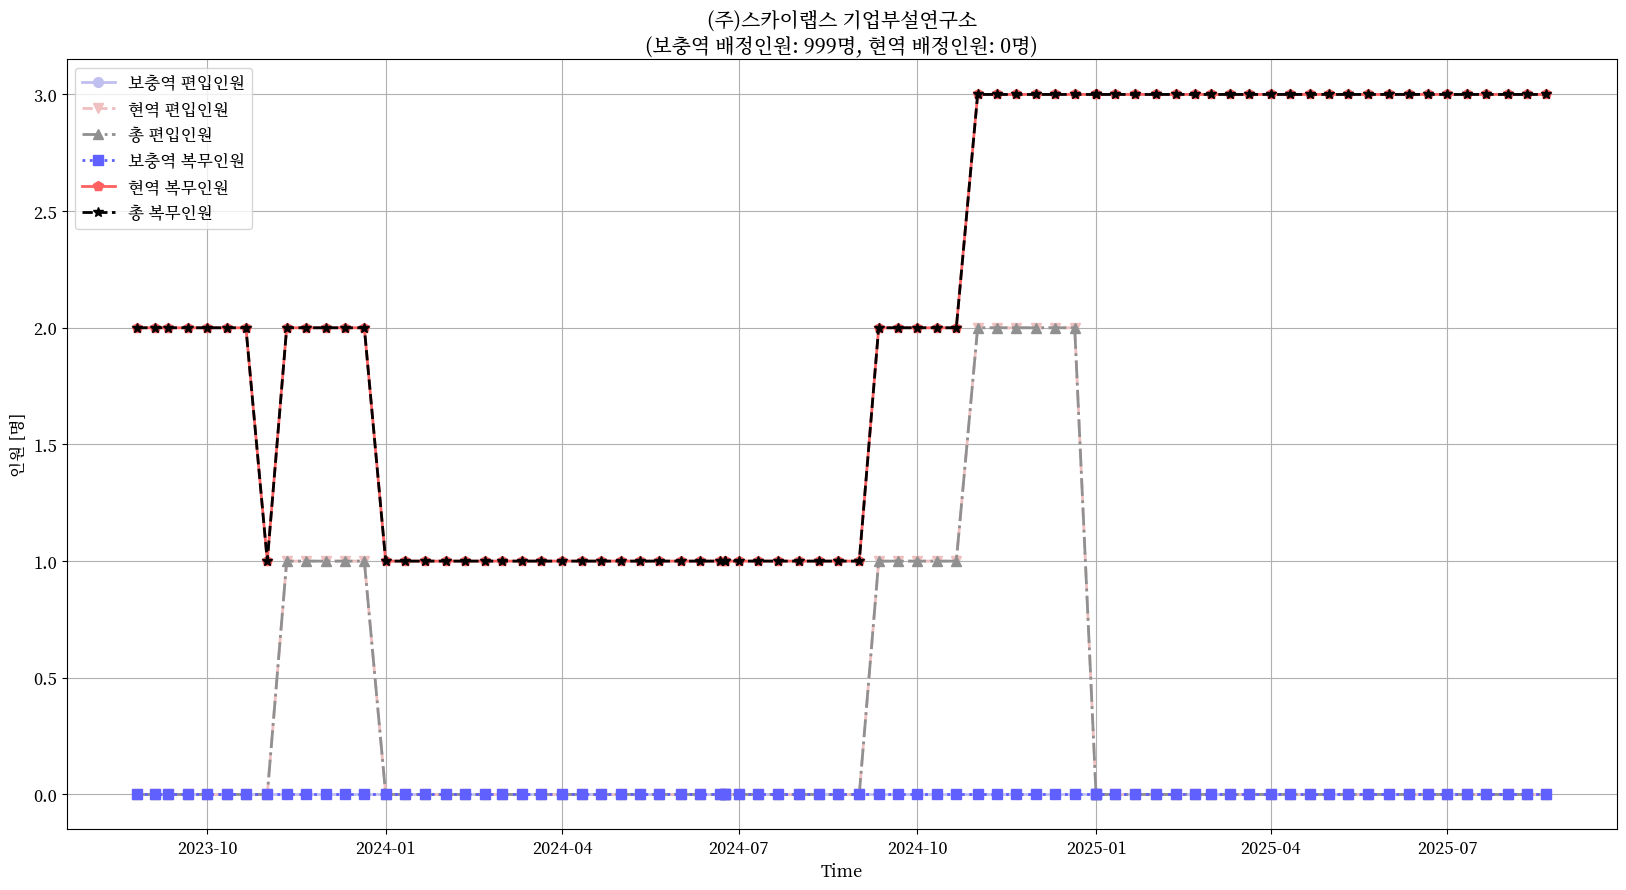 (주)스카이랩스 기업부설연구소
(보충역 배정인원: 999명, 현역 배정인원: 0명)
보충역 편입인원
현역 편입인원
총 편입인원
보충역 복무인원
현역 복무인원
총 복무인원
3.0
2.5
2.0
1.5
1.0
0.5
0.0
인원 [명]
2023-10
2024-01
2024-04
2024-07
2024-10
2025-01
2025-04
2025-07
Time